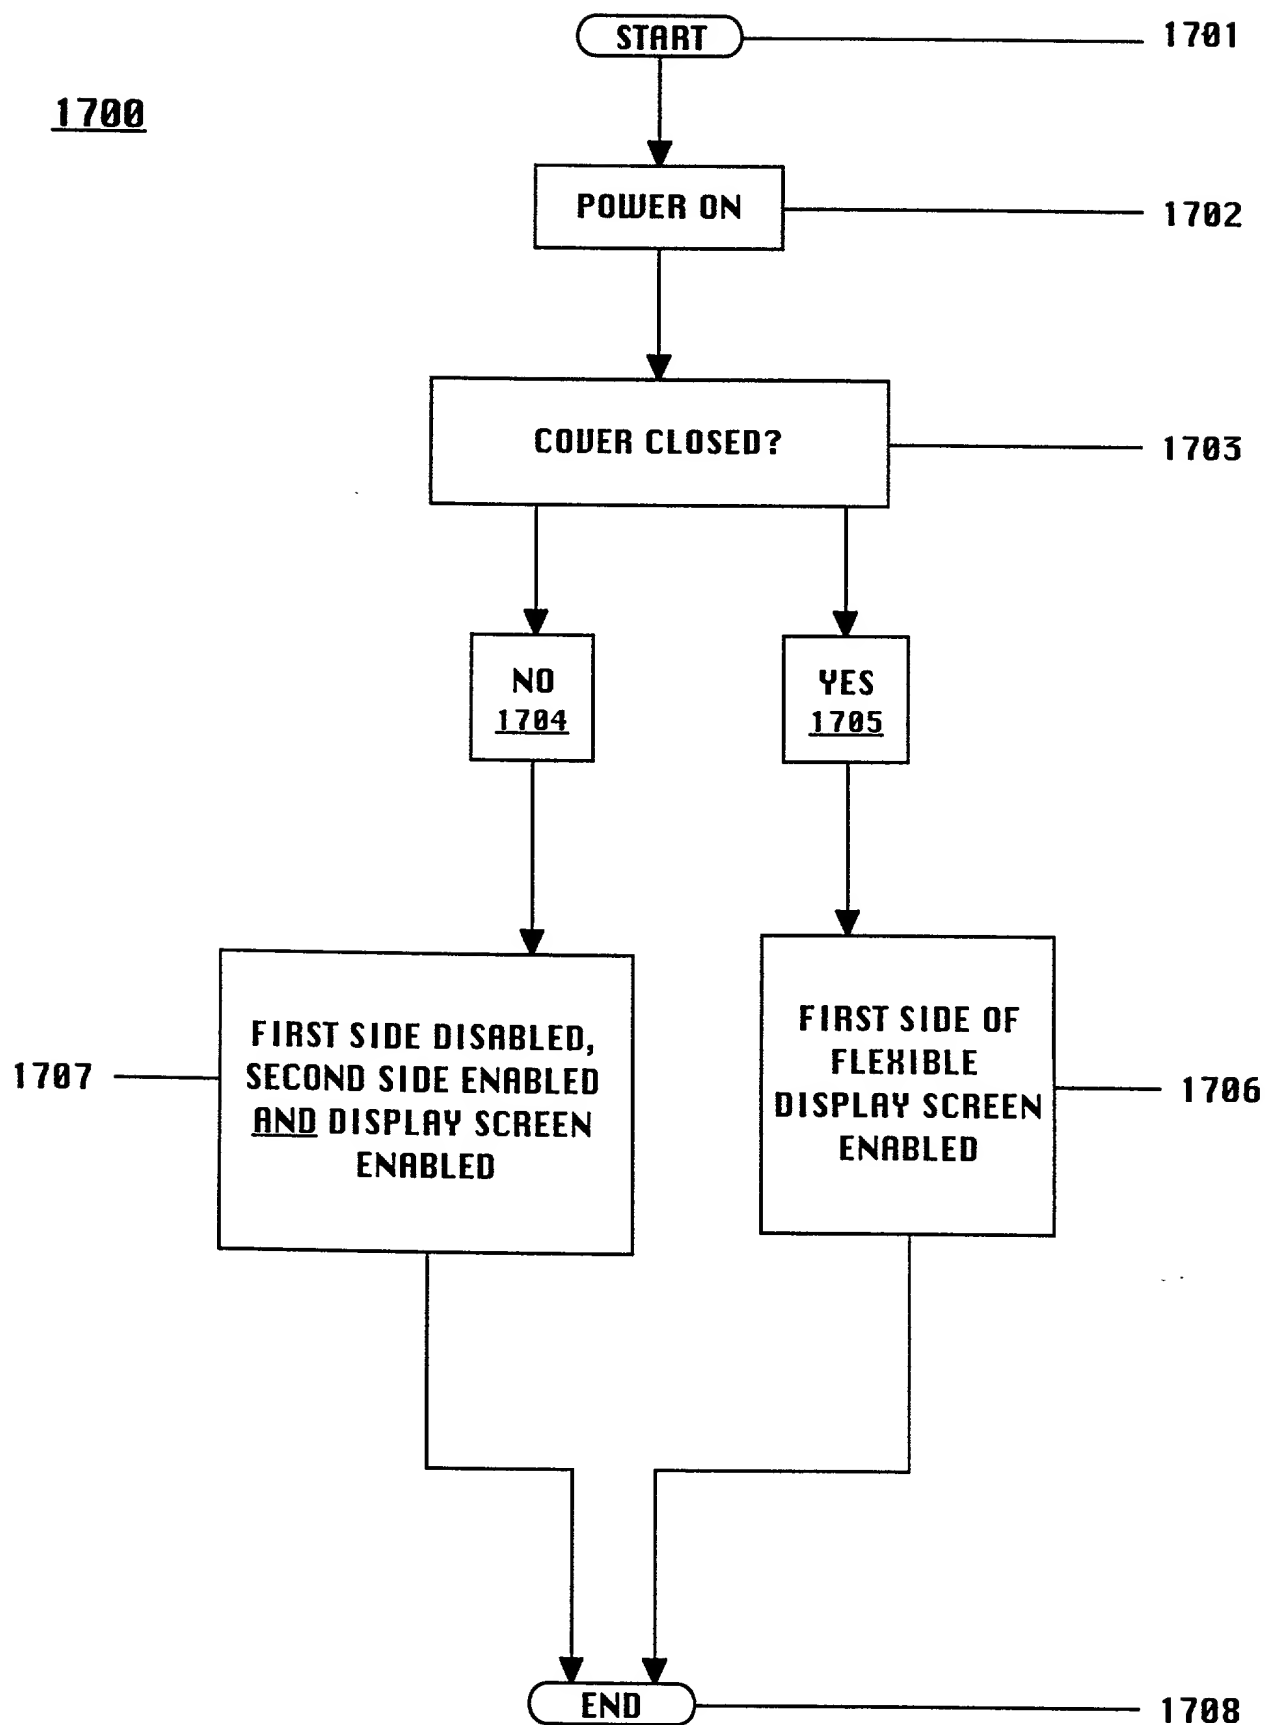 START
1701
1700
POWER ON
1702
COVER CLOSED?
1703
NO
1704
YES
1705
FIRST SIDE DISABLED,
SECOND SIDE ENABLED
AND DISPLAY SCREEN
ENABLED
1707
FIRST SIDE OF
FLEXIBLE
DISPLAY SCREEN
ENABLED
1706
END
1708